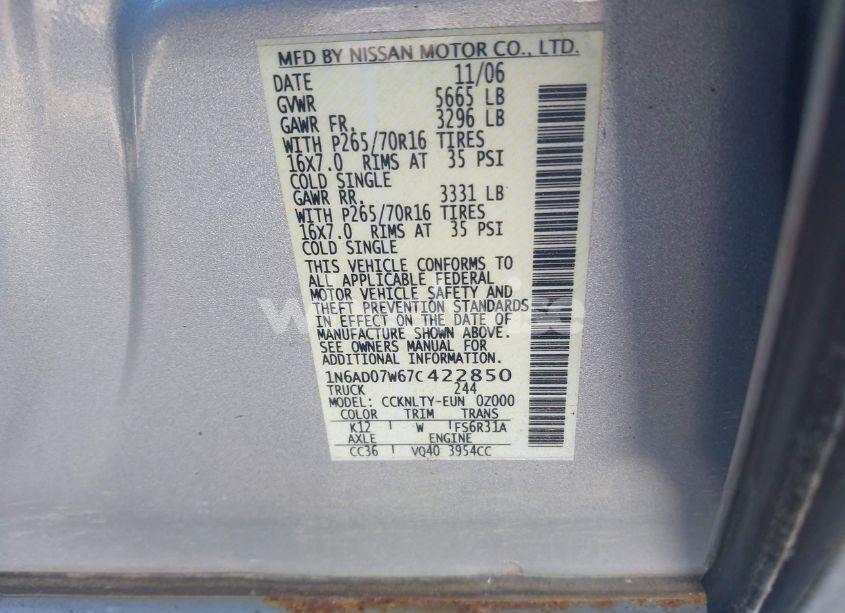 MFD BY NISSAN MOTOR CO., LTD.
DATE 11/06
GVWR 5665 LB
GAWR FR. 3296 LB
WITH P265/70R16 TIRES
16X7.0 RIMS AT 35 PSI
COLD SINGLE
GAWR RR. 3331 LB
WITH P265/70R16 TIRES
16X7.0 RIMS AT 35 PSI
COLD SINGLE
THIS VEHICLE CONFORMS TO
ALL APPLICABLE FEDERAL
MOTOR VEHICLE SAFETY AND
THEFT PREVENTION STANDARDS
IN EFFECT ON THE DATE OF
MANUFACTURE SHOWN ABOVE.
SEE OWNERS MANUAL FOR
ADDITIONAL INFORMATION.
1N6AD07W67C 422850
TRUCK 244
MODEL: CCKNLTY-EUN 0Z000
COLOR TRIM TRANS
K12 W FS6R31A
AXLE ENGINE
CC36 VQ40 3954CC